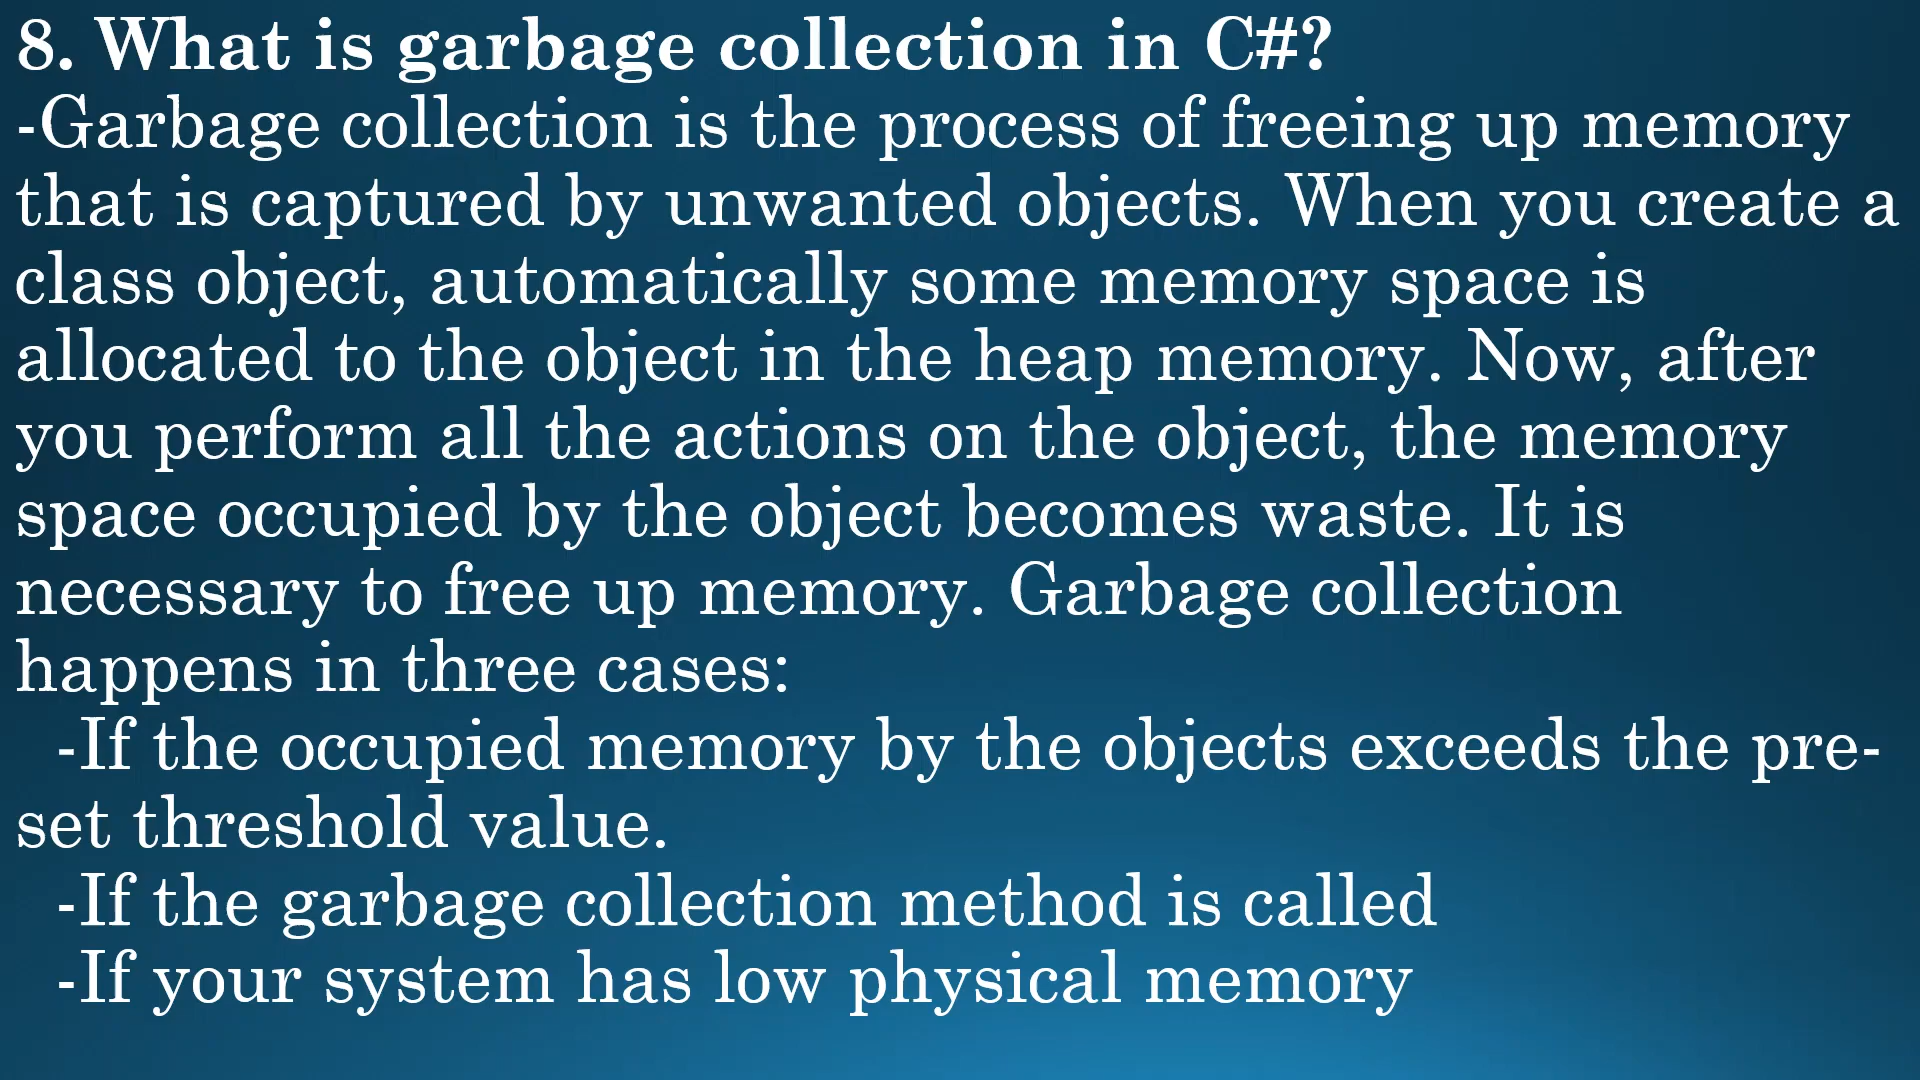 8. What is garbage collection in C#?
-Garbage collection is the process of freeing up memory
that is captured by unwanted objects. When you create a
class object, automatically some memory space is
allocated to the object in the heap memory. Now, after
you perform all the actions on the object, the memory
space occupied by the object becomes waste. It is
necessary to free up memory. Garbage collection
happens in three cases:
-If the occupied memory by the objects exceeds the pre-
set threshold value.
-If the garbage collection method is called
-If your system has low physical memory